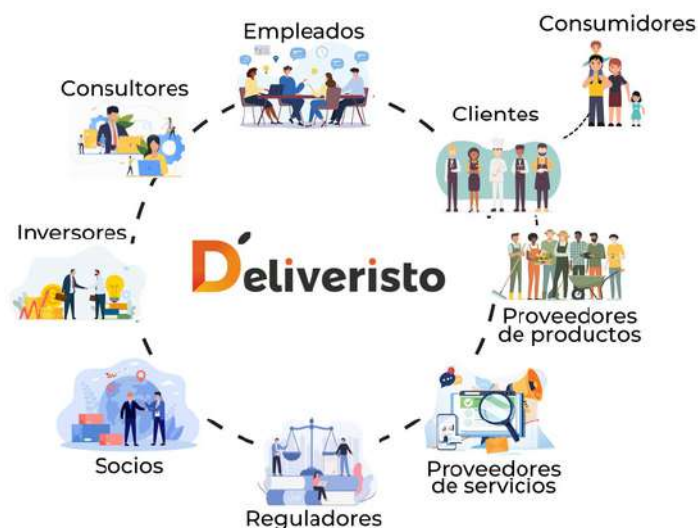 Empleados
Consumidores
Consultores
Clientes
Inversores
Deliveristo
Proveedores
de productos
Socios
Proveedores
de servicios
Reguladores